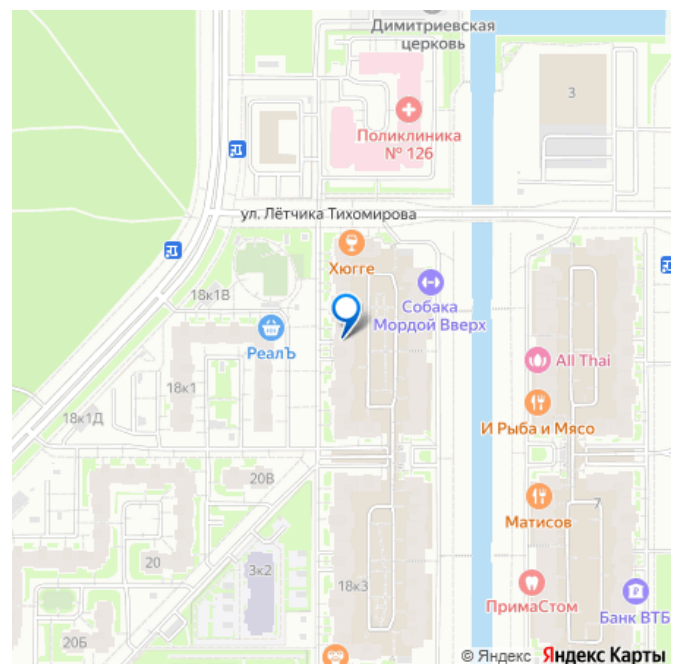 Димитриевская
церковь
3
Поликлиника
№ 126
ул. Лётчика Тихомирова
Хюгге
18к1В
Собака
Мордой Вверх
РеалЪ
All Thai
18к1
18к1Д
И Рыба и Мясо
20В
7
Матисов
20
3к2
18к3
ПримаСтом
Банк ВТБ
20Б
© Яндекс Яндекс Карты